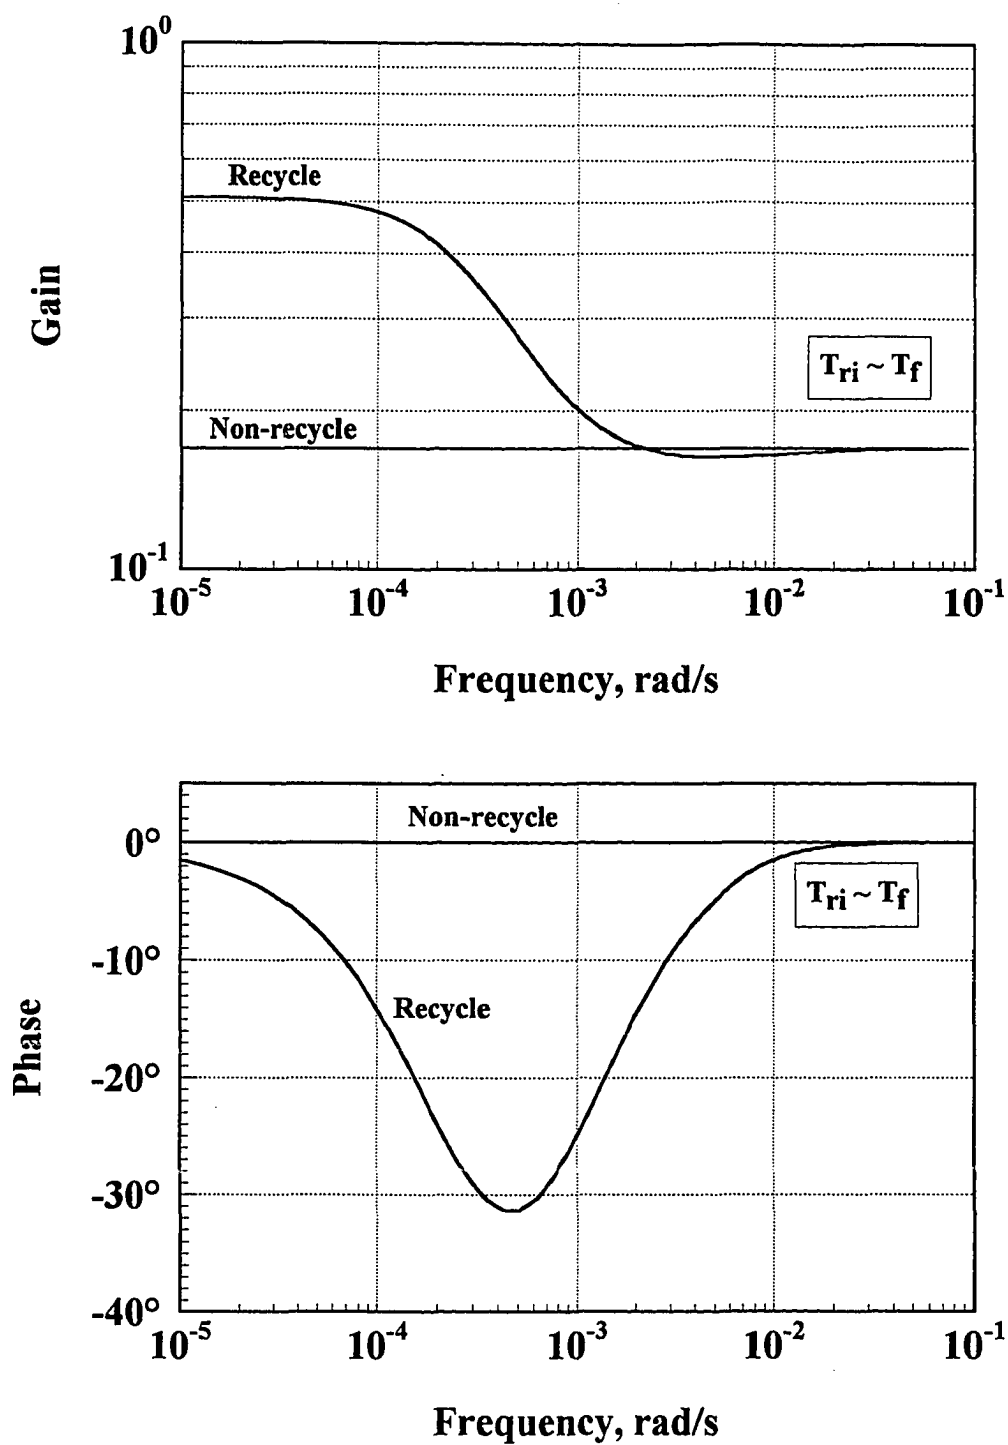 10⁰
Recycle
Gain
T_ri ~ T_f
Non-recycle
10⁻¹
10⁻⁵ 10⁻⁴ 10⁻³ 10⁻² 10⁻¹
Frequency, rad/s
Non-recycle
0°
T_ri ~ T_f
-10°
Recycle
Phase
-20°
-30°
-40°
10⁻⁵ 10⁻⁴ 10⁻³ 10⁻² 10⁻¹
Frequency, rad/s